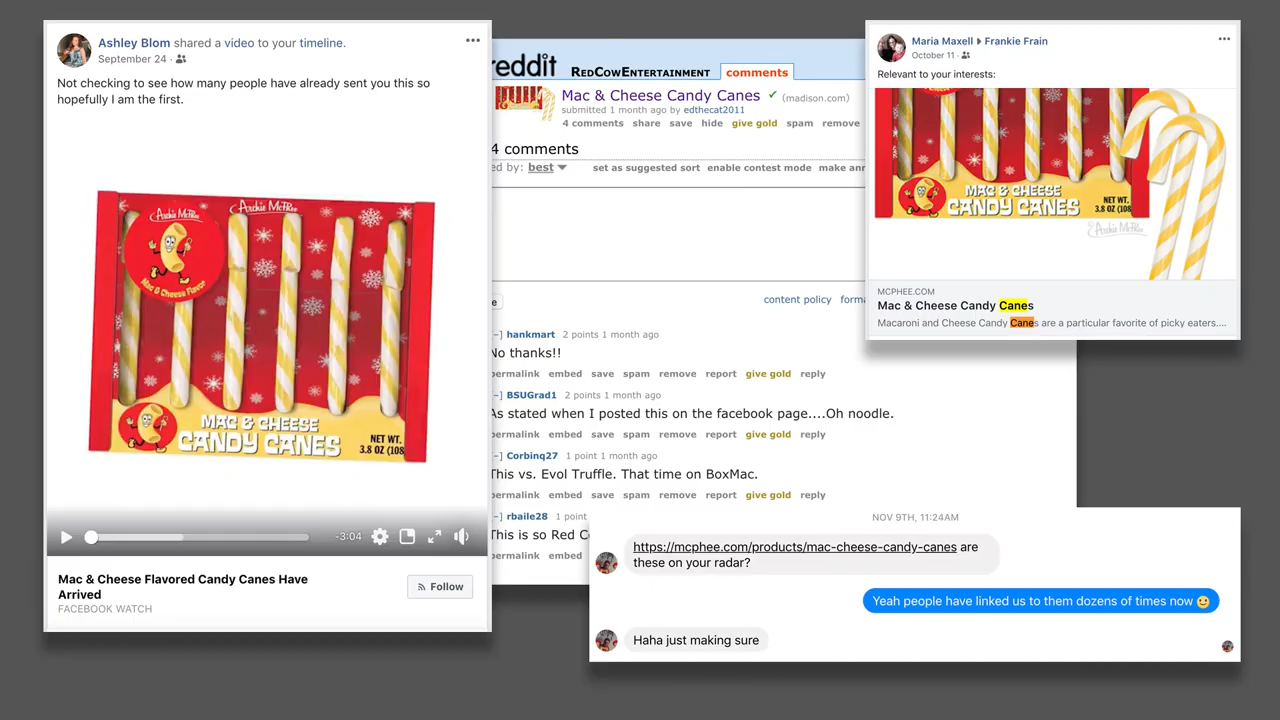 Ashley Blom shared a video to your timeline.
September 24 ·
Not checking to see how many people have already sent you this so
hopefully I am the first.
Archie McPhee
Archie McPhee
Mac & Cheese Flavor
MAC & CHEESE
CANDY CANES
NET WT.
3.8 OZ (108
-3:04
Mac & Cheese Flavored Candy Canes Have
Arrived
FACEBOOK WATCH
Follow
reddit REDCOWENTERTAINMENT comments
Mac & Cheese Candy Canes (madison.com)
submitted 1 month ago by edthecat2011
4 comments share save hide give gold spam remove
4 comments
ed by: best set as suggested sort enable contest mode make ann
e
content policy forma
[–] hankmart 2 points 1 month ago
No thanks!!
permalink embed save spam remove report give gold reply
[–] BSUGrad1 2 points 1 month ago
As stated when I posted this on the facebook page....Oh noodle.
permalink embed save spam remove report give gold reply
[–] Corbinq27 1 point 1 month ago
This vs. Evol Truffle. That time on BoxMac.
permalink embed save spam remove report give gold reply
[–] rbaile28 1 point
This is so Red C
permalink embed
Maria Maxell Frankie Frain
October 11 ·
Relevant to your interests:
MAC & CHEESE
CANDY CANES
NET WT.
3.8 OZ (108
Archie McPhee
MCPHEE.COM
Mac & Cheese Candy Canes
Macaroni and Cheese Candy Canes are a particular favorite of picky eaters....
NOV 9TH, 11:24AM
https://mcphee.com/products/mac-cheese-candy-canes are
these on your radar?
Yeah people have linked us to them dozens of times now 🙂
Haha just making sure